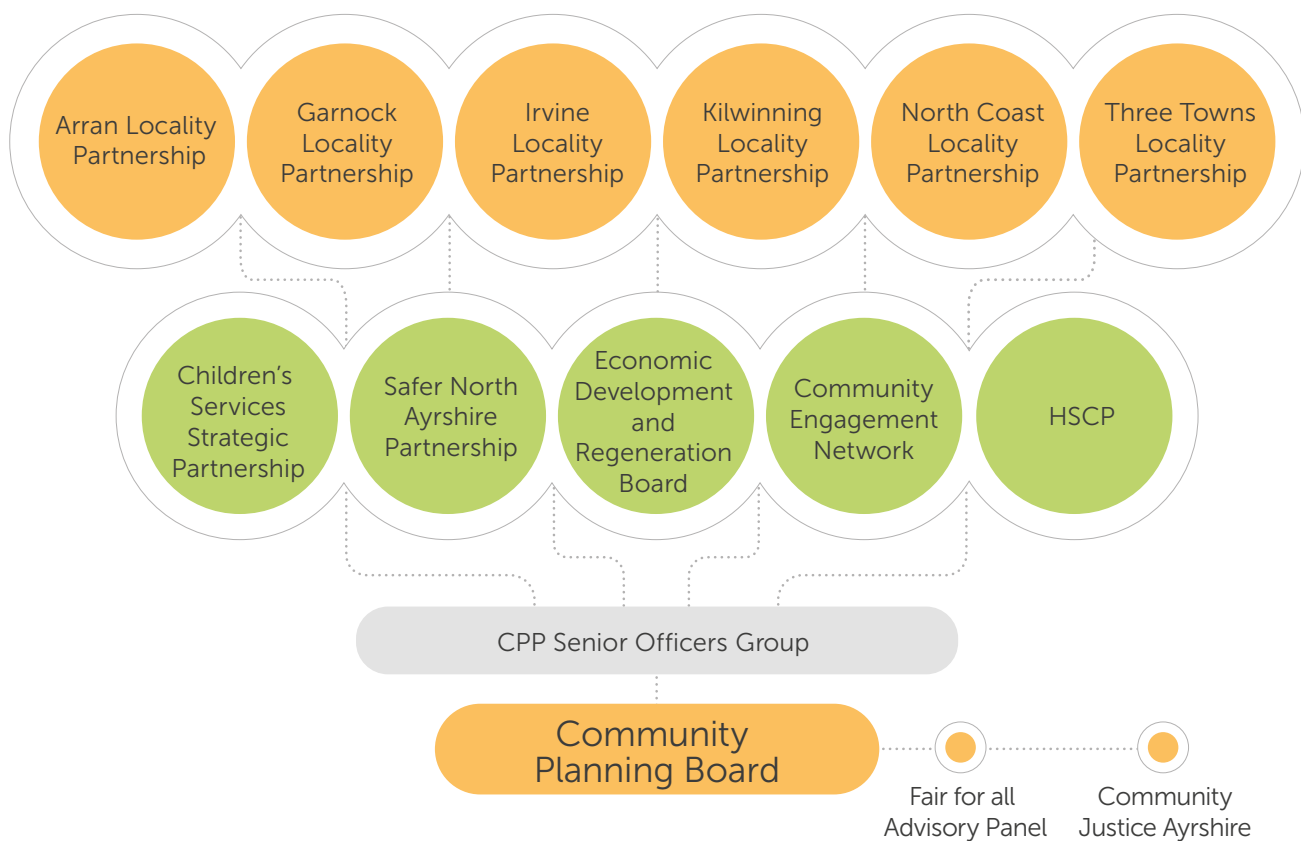 Arran Locality
Partnership
Garnock
Locality
Partnership
Irvine
Locality
Partnership
Kilwinning
Locality
Partnership
North Coast
Locality
Partnership
Three Towns
Locality
Partnership
Children’s
Services
Strategic
Partnership
Safer North
Ayrshire
Partnership
Economic
Development
and
Regeneration
Board
Community
Engagement
Network
HSCP
CPP Senior Officers Group
Community
Planning Board
Fair for all
Advisory Panel
Community
Justice Ayrshire